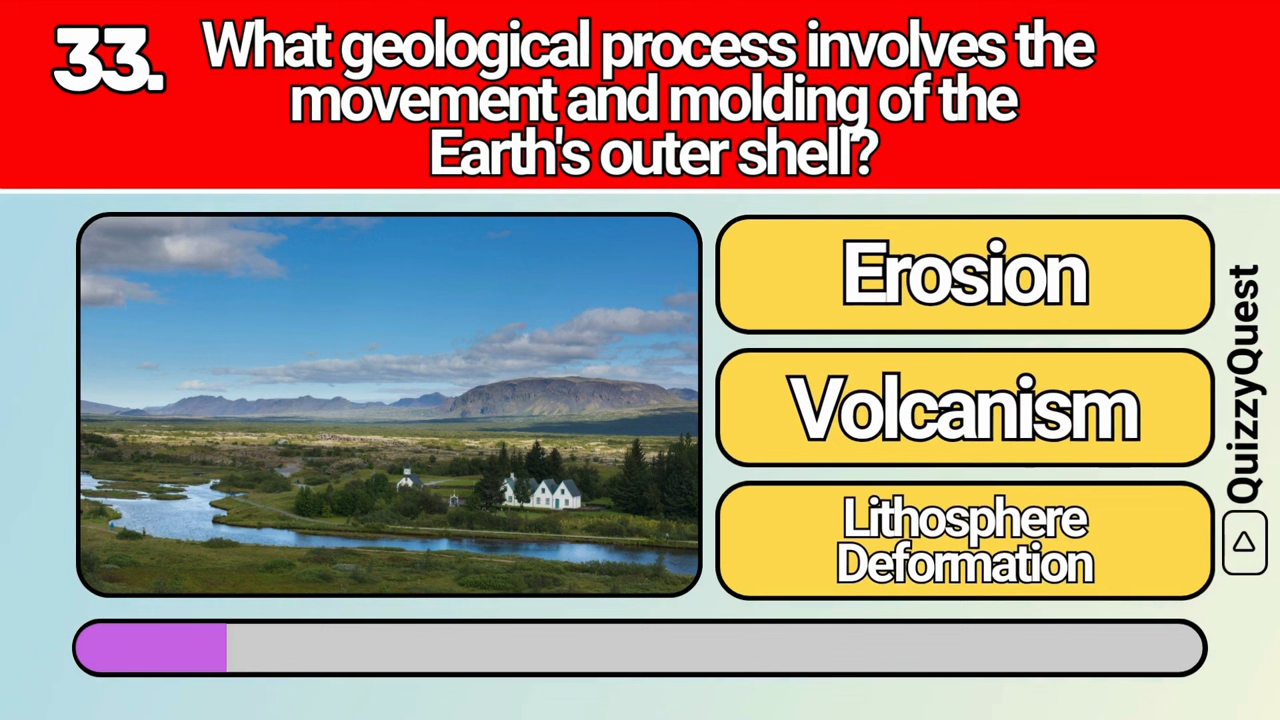 33.
What geological process involves the
movement and molding of the
Earth's outer shell?
Erosion
Volcanism
Lithosphere
Deformation
QuizzyQuest